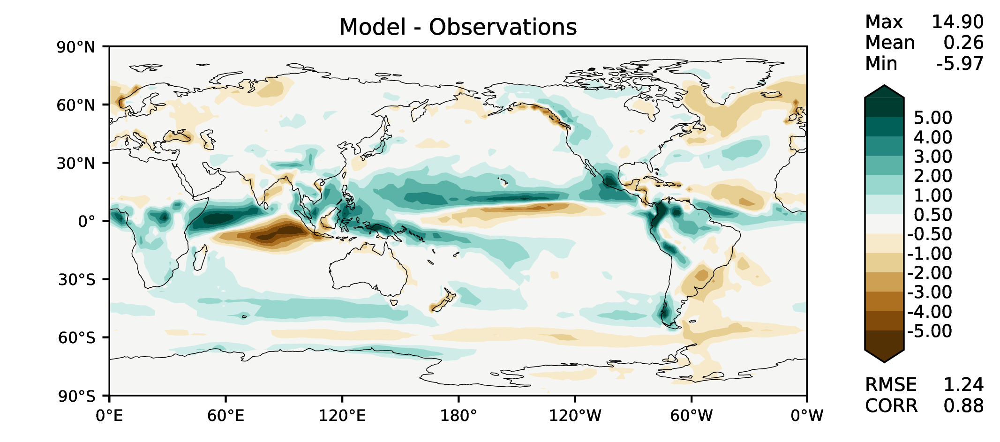 Model - Observations
Max 14.90
Mean 0.26
Min -5.97
90°N
60°N
30°N
0°
30°S
60°S
90°S
0°E 60°E 120°E 180° 120°W 60°W 0°W
5.00
4.00
3.00
2.00
1.00
0.50
-0.50
-1.00
-2.00
-3.00
-4.00
-5.00
RMSE 1.24
CORR 0.88